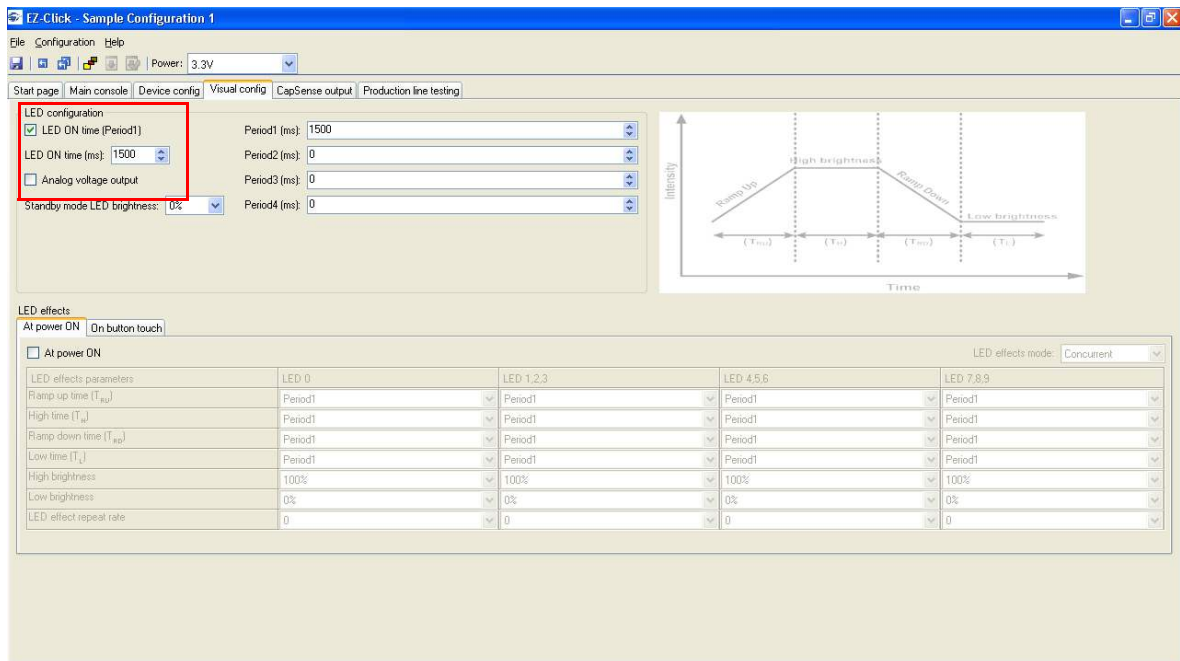 EZ-Click - Sample Configuration 1
File Configuration Help
Power: 3.3V
Start page Main console Device config Visual config CapSense output Production line testing
LED configuration
LED ON time (Period1)
Period1 (ms): 1500
LED ON time (ms): 1500
Period2 (ms): 0
Analog voltage output
Period3 (ms): 0
Standby mode LED brightness: 0%
Period4 (ms): 0
Intensity
High brightness
Ramp Up
Ramp Down
Low brightness
(TRU) (TH) (TRD) (TL)
Time
LED effects
At power ON On button touch
At power ON
LED effects mode: Concurrent
LED effects parameters LED 0 LED 1,2,3 LED 4,5,6 LED 7,8,9
Ramp up time (TRU) Period1 Period1 Period1 Period1
High time (TH) Period1 Period1 Period1 Period1
Ramp down time (TRD) Period1 Period1 Period1 Period1
Low time (TL) Period1 Period1 Period1 Period1
High brightness 100% 100% 100% 100%
Low brightness 0% 0% 0% 0%
LED effect repeat rate 0 0 0 0